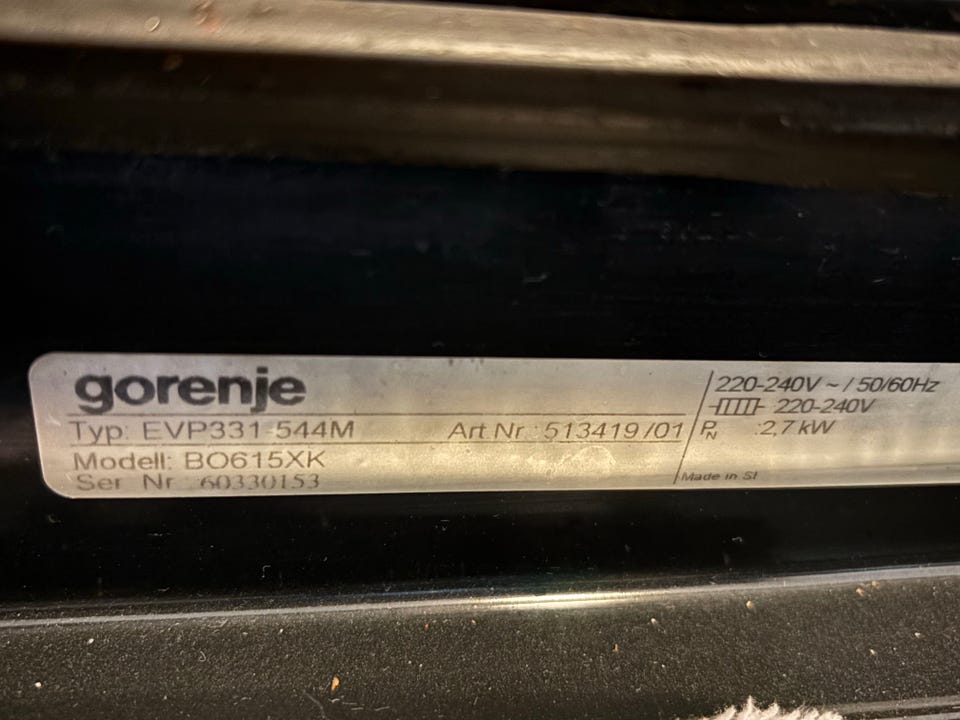 gorenje
Typ: EVP331-544M Art Nr.: 513419/01
Modell: BO615XK
Ser Nr.: 60330153
220-240V ~ / 50/60Hz
220-240V
PN :2,7 kW
Made in SI